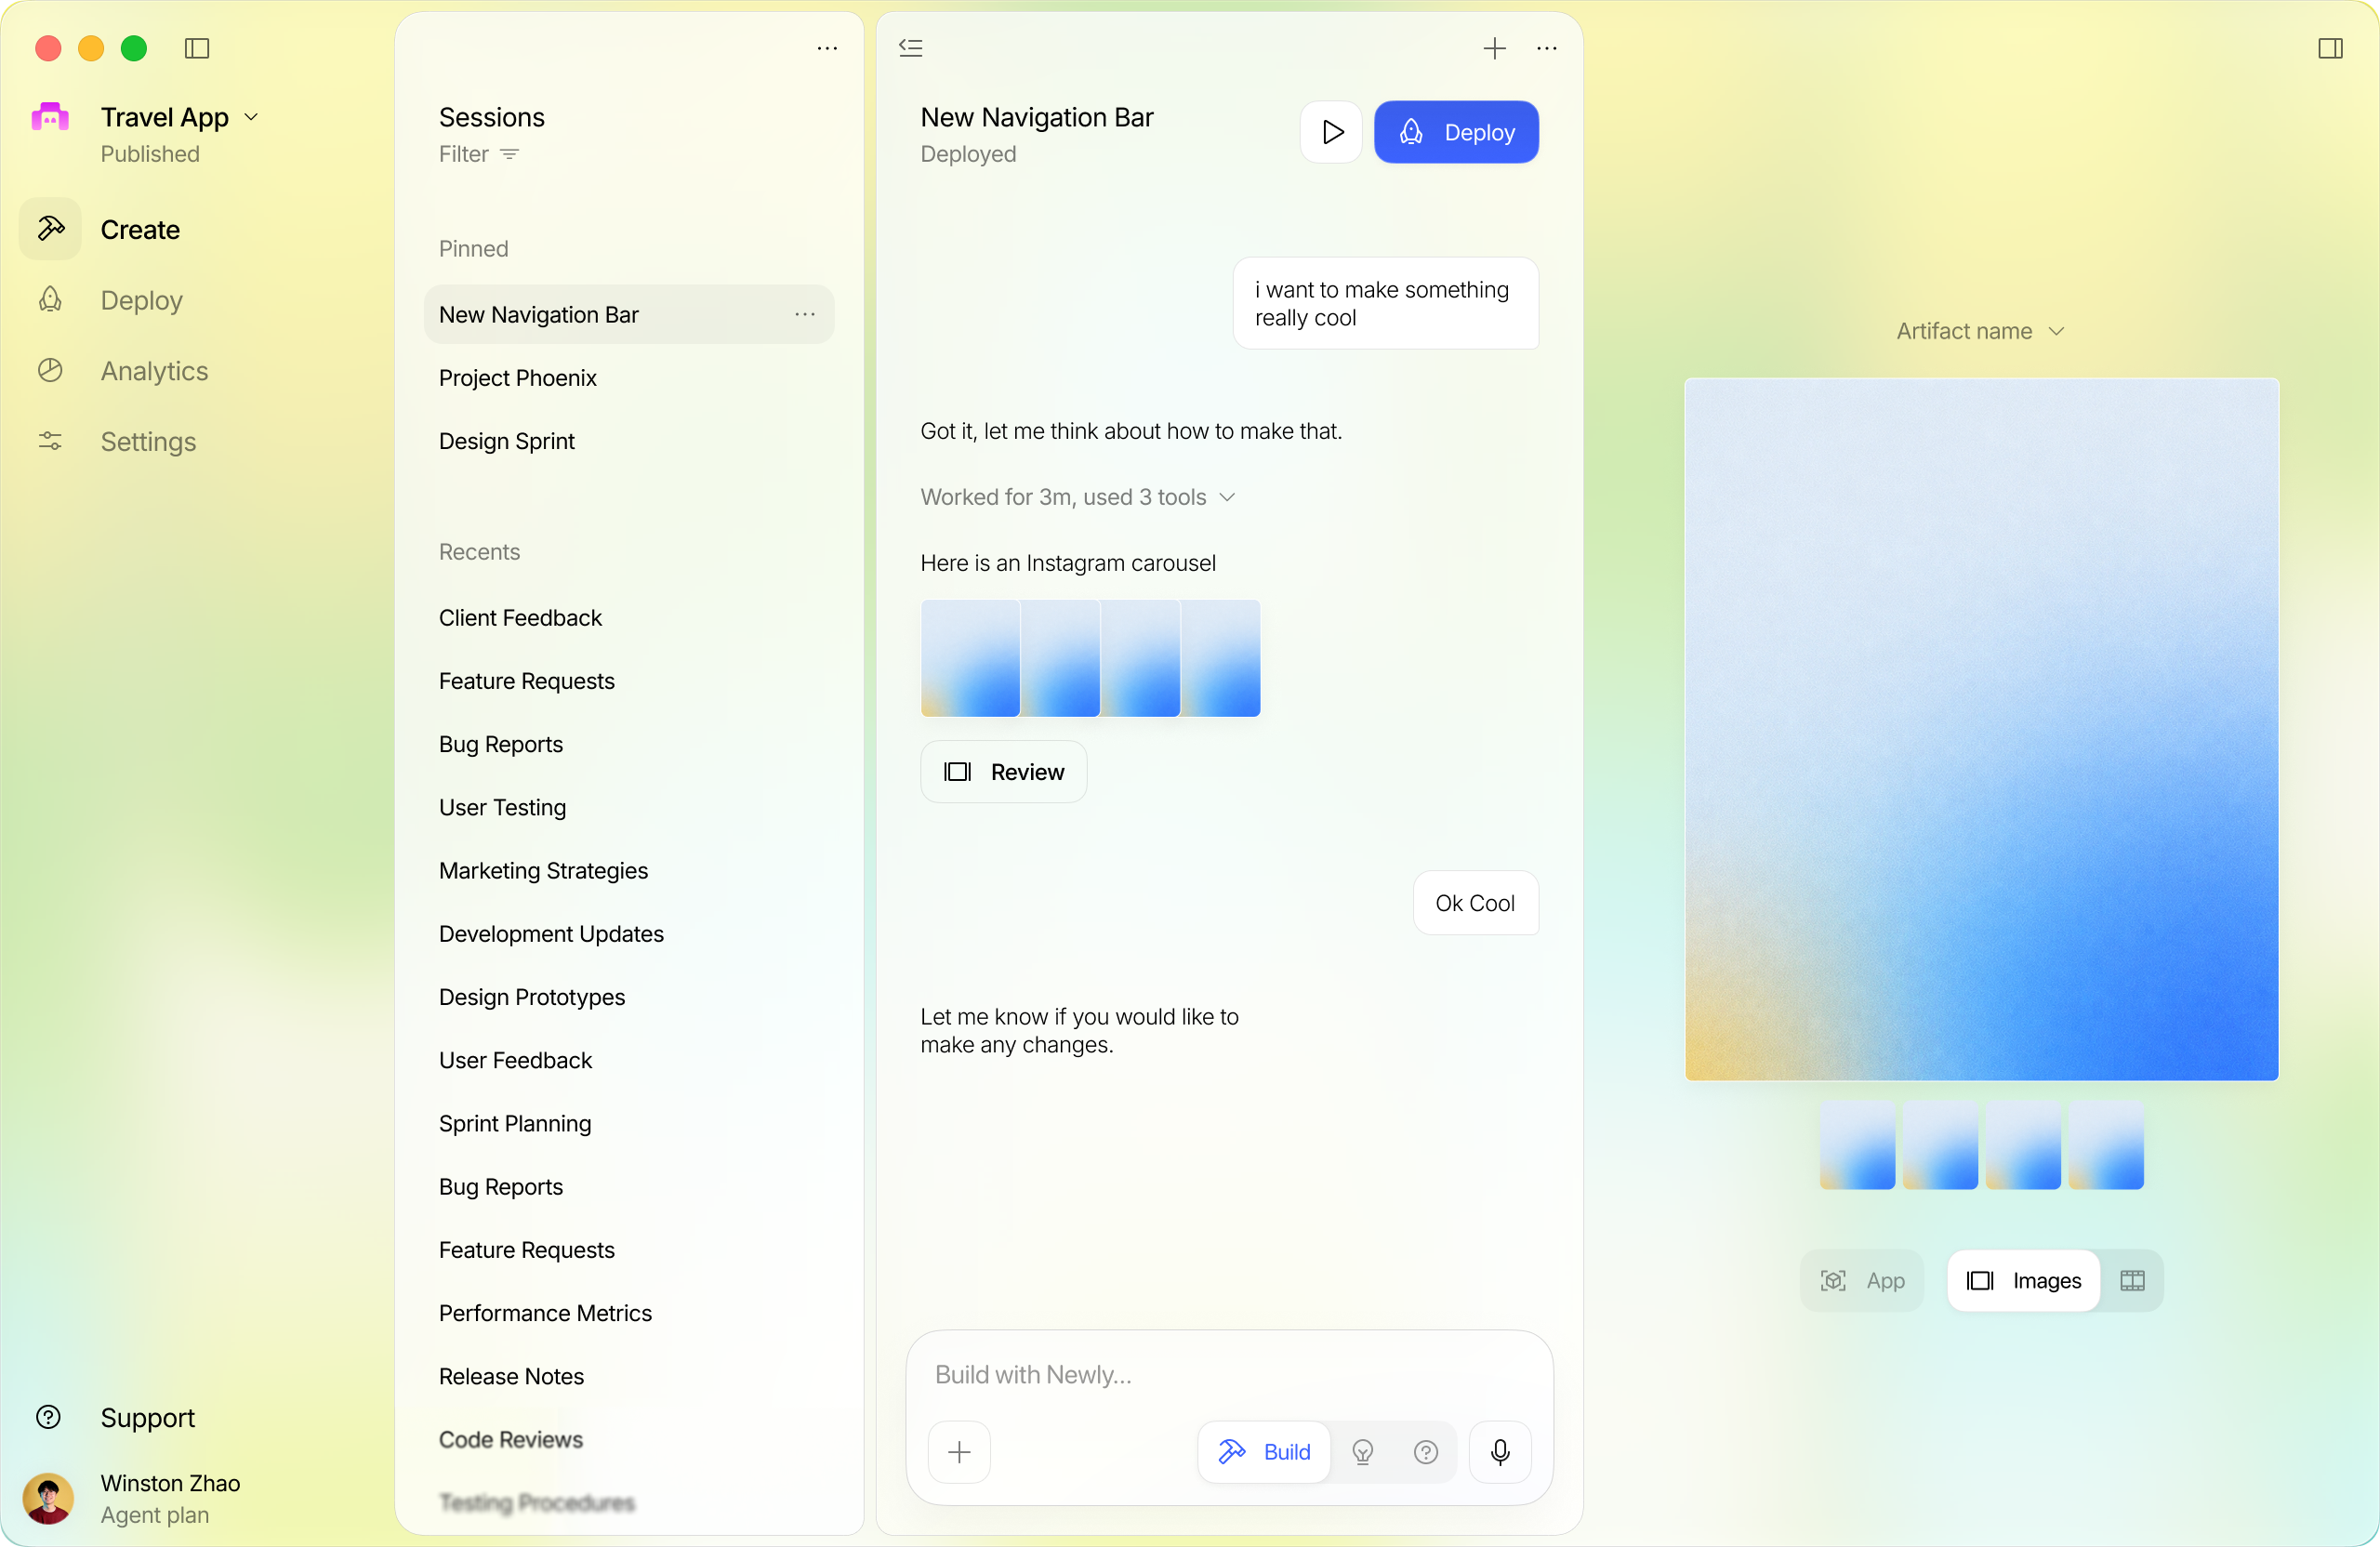 Travel App
Published
Create
Deploy
Analytics
Settings
Support
Winston Zhao
Agent plan
Sessions
Filter
Pinned
New Navigation Bar
Project Phoenix
Design Sprint
Recents
Client Feedback
Feature Requests
Bug Reports
User Testing
Marketing Strategies
Development Updates
Design Prototypes
User Feedback
Sprint Planning
Bug Reports
Feature Requests
Performance Metrics
Release Notes
Code Reviews
Testing Procedures
New Navigation Bar
Deployed
Deploy
i want to make something
really cool
Got it, let me think about how to make that.
Worked for 3m, used 3 tools
Here is an Instagram carousel
Review
Ok Cool
Let me know if you would like to
make any changes.
Build with Newly...
Build
Artifact name
App
Images